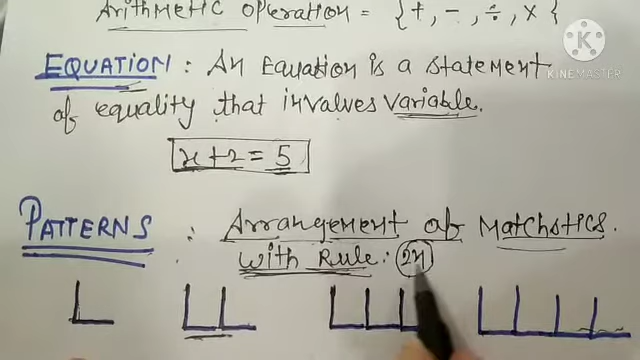 Arithmetic operation = {+, -, ÷, ×}
EQUATION : An Equation is a statement
of equality that involves variable.
x+2 = 5
PATTERNS : Arrangement of Matchstics
with Rule: 2n
K
KINEMASTER